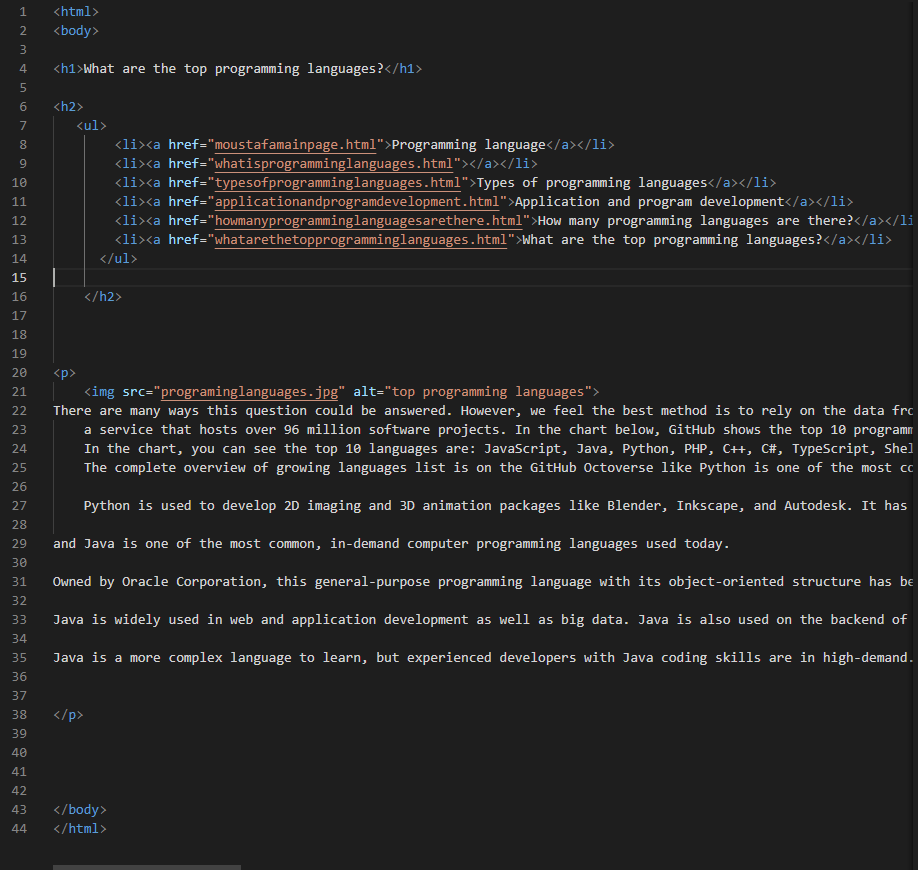 1 <html>
2 <body>
3
4 <h1>What are the top programming languages?</h1>
5
6 <h2>
7 <ul>
8 <li><a href="moustafamainpage.html">Programming language</a></li>
9 <li><a href="whatisprogramminglanguages.html"></a></li>
10 <li><a href="typesofprogramminglanguages.html">Types of programming languages</a></li>
11 <li><a href="applicationandprogramdevelopment.html">Application and program development</a></li>
12 <li><a href="howmanyprogramminglanguagesarethere.html">How many programming languages are there?</a></li
13 <li><a href="whatarethetopprogramminglanguages.html">What are the top programming languages?</a></li>
14 </ul>
15
16 </h2>
17
18
19
20 <p>
21 <img src="programinglanguages.jpg" alt="top programming languages">
22 There are many ways this question could be answered. However, we feel the best method is to rely on the data fro
23 a service that hosts over 96 million software projects. In the chart below, GitHub shows the top 10 programm
24 In the chart, you can see the top 10 languages are: JavaScript, Java, Python, PHP, C++, C#, TypeScript, Shel
25 The complete overview of growing languages list is on the GitHub Octoverse like Python is one of the most co
26
27 Python is used to develop 2D imaging and 3D animation packages like Blender, Inkscape, and Autodesk. It has
28
29 and Java is one of the most common, in-demand computer programming languages used today.
30
31 Owned by Oracle Corporation, this general-purpose programming language with its object-oriented structure has be
32
33 Java is widely used in web and application development as well as big data. Java is also used on the backend of
34
35 Java is a more complex language to learn, but experienced developers with Java coding skills are in high-demand.
36
37
38 </p>
39
40
41
42
43 </body>
44 </html>